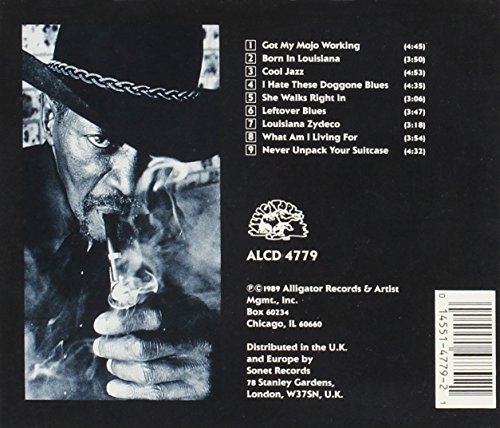 1 Got My Mojo Working (4:45)
2 Born In Louisiana (3:50)
3 Cool Jazz (4:53)
4 I Hate These Doggone Blues (4:35)
5 She Walks Right In (3:06)
6 Leftover Blues (3:47)
7 Louisiana Zydeco (3:18)
8 What Am I Living For (3:54)
9 Never Unpack Your Suitcase (4:32)
ALLIGATOR
ALCD 4779
℗©1989 Alligator Records & Artist
Mgmt., Inc.
Box 60234
Chicago, IL 60660
Distributed in the U.K.
and Europe by
Sonet Records
78 Stanley Gardens,
London, W37SN, U.K.
0 14551-4779-2 1